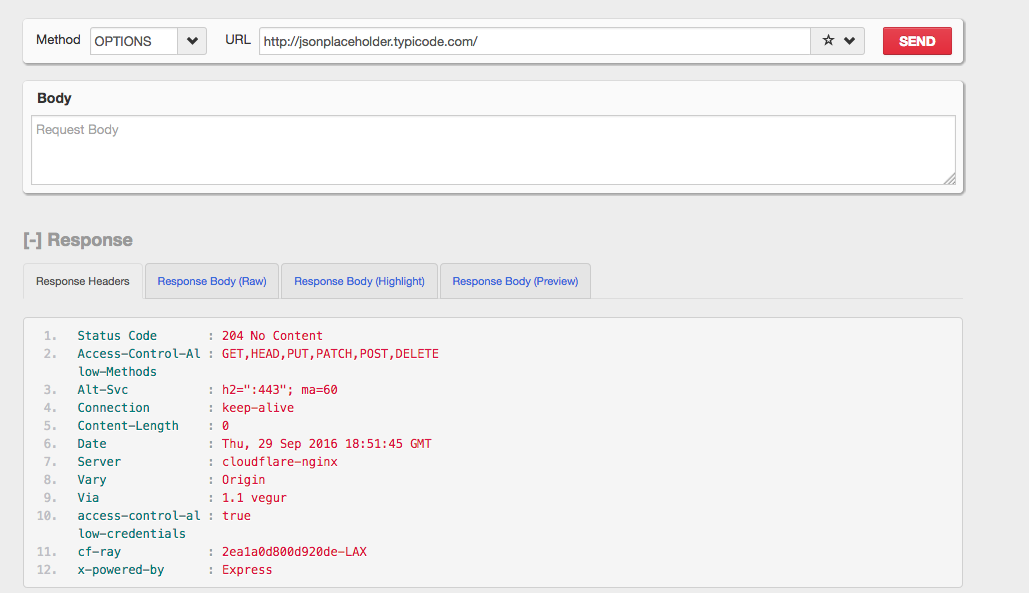 Method OPTIONS URL http://jsonplaceholder.typicode.com/ SEND
Body
Request Body
[-] Response
Response Headers Response Body (Raw) Response Body (Highlight) Response Body (Preview)
1. Status Code : 204 No Content
2. Access-Control-Al : GET,HEAD,PUT,PATCH,POST,DELETE
low-Methods
3. Alt-Svc : h2=":443"; ma=60
4. Connection : keep-alive
5. Content-Length : 0
6. Date : Thu, 29 Sep 2016 18:51:45 GMT
7. Server : cloudflare-nginx
8. Vary : Origin
9. Via : 1.1 vegur
10. access-control-al : true
low-credentials
11. cf-ray : 2ea1a0d800d920de-LAX
12. x-powered-by : Express